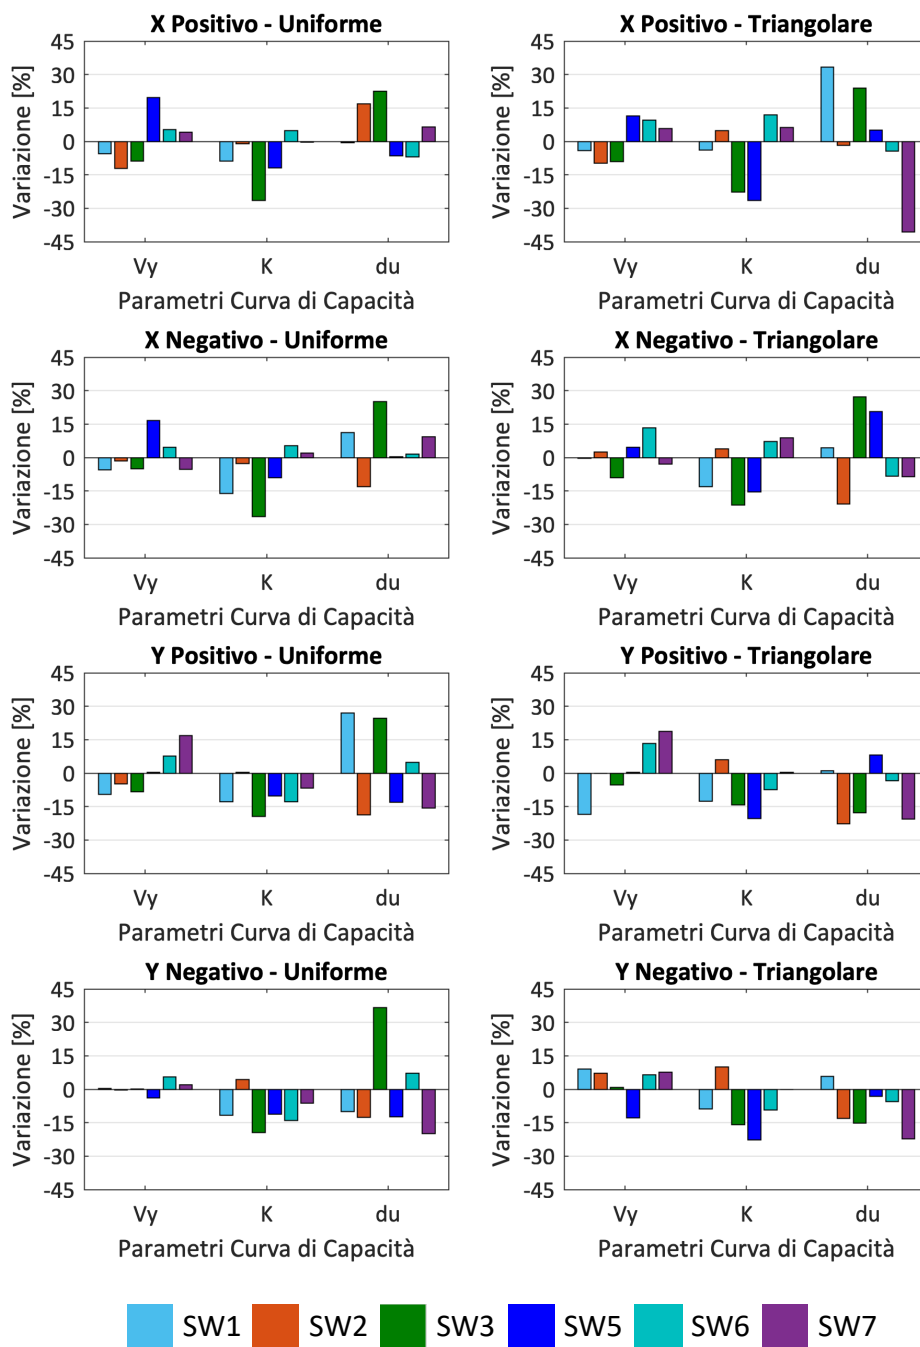 X Positivo - Uniforme
45
30
15
0
-15
-30
-45
Variazione [%]
Vy K du
Parametri Curva di Capacità
X Positivo - Triangolare
45
30
15
0
-15
-30
-45
Variazione [%]
Vy K du
Parametri Curva di Capacità
X Negativo - Uniforme
45
30
15
0
-15
-30
-45
Variazione [%]
Vy K du
Parametri Curva di Capacità
X Negativo - Triangolare
45
30
15
0
-15
-30
-45
Variazione [%]
Vy K du
Parametri Curva di Capacità
Y Positivo - Uniforme
45
30
15
0
-15
-30
-45
Variazione [%]
Vy K du
Parametri Curva di Capacità
Y Positivo - Triangolare
45
30
15
0
-15
-30
-45
Variazione [%]
Vy K du
Parametri Curva di Capacità
Y Negativo - Uniforme
45
30
15
0
-15
-30
-45
Variazione [%]
Vy K du
Parametri Curva di Capacità
Y Negativo - Triangolare
45
30
15
0
-15
-30
-45
Variazione [%]
Vy K du
Parametri Curva di Capacità
SW1 SW2 SW3 SW5 SW6 SW7